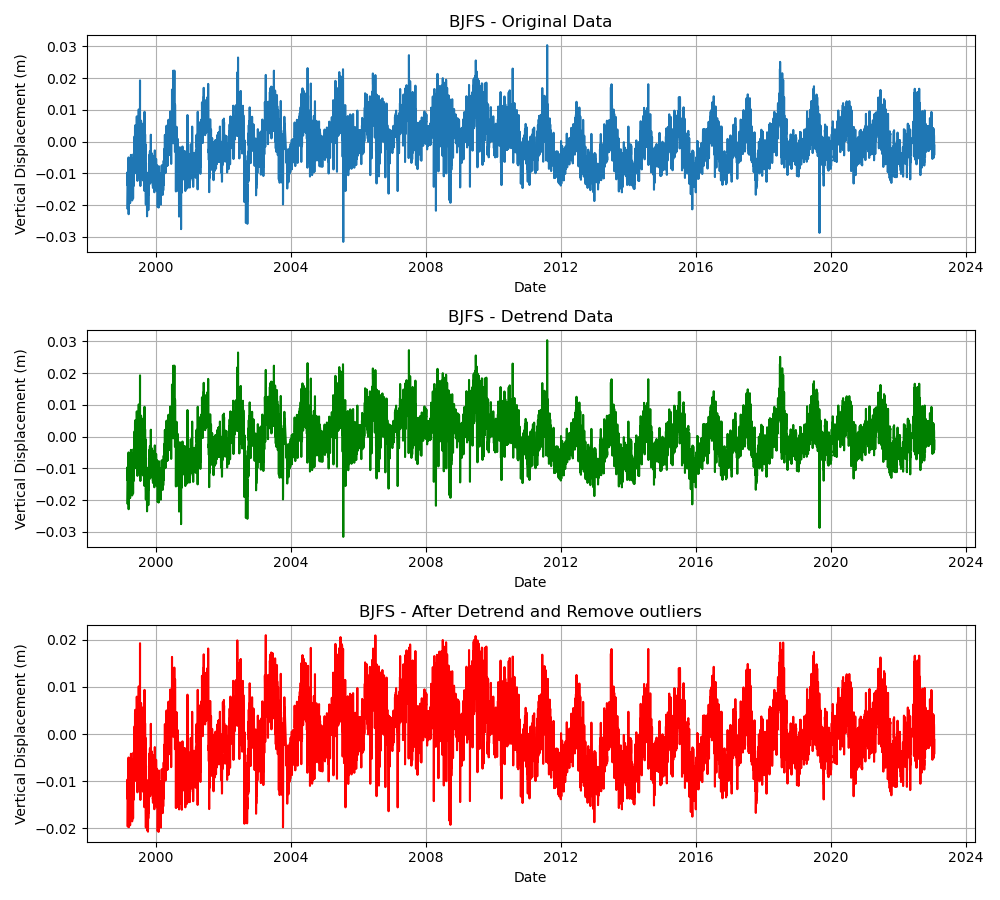 BJFS - Original Data
0.03
0.02
0.01
0.00
−0.01
−0.02
−0.03
Vertical Displacement (m)
2000 2004 2008 2012 2016 2020 2024
Date
BJFS - Detrend Data
0.03
0.02
0.01
0.00
−0.01
−0.02
−0.03
Vertical Displacement (m)
2000 2004 2008 2012 2016 2020 2024
Date
BJFS - After Detrend and Remove outliers
0.02
0.01
0.00
−0.01
−0.02
Vertical Displacement (m)
2000 2004 2008 2012 2016 2020 2024
Date